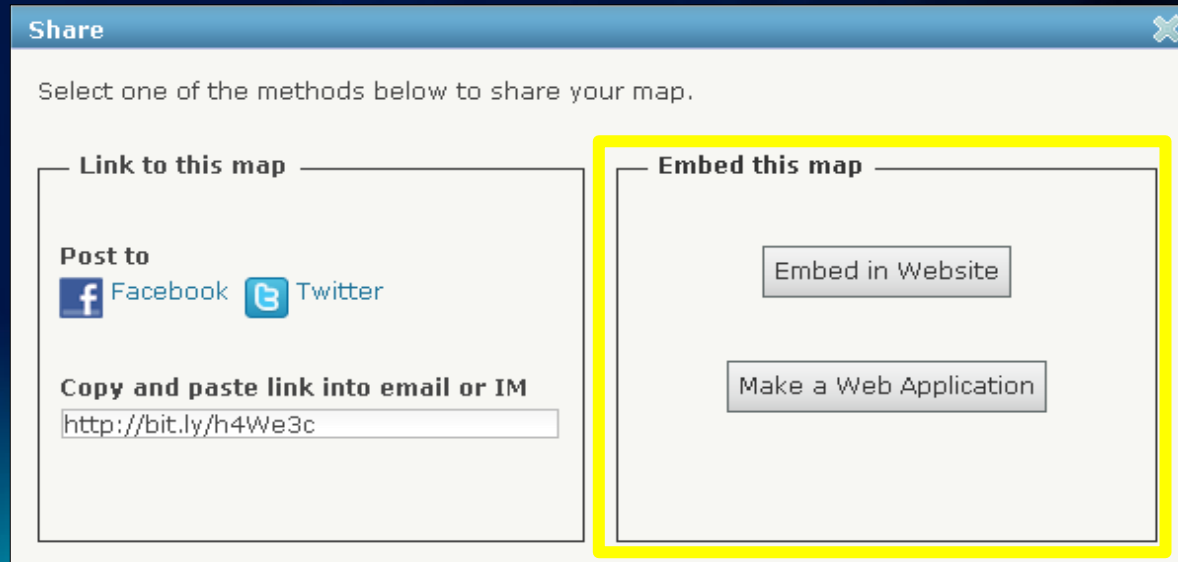 Share
Select one of the methods below to share your map.
Link to this map
Post to
Facebook Twitter
Copy and paste link into email or IM
http://bit.ly/h4We3c
Embed this map
Embed in Website
Make a Web Application